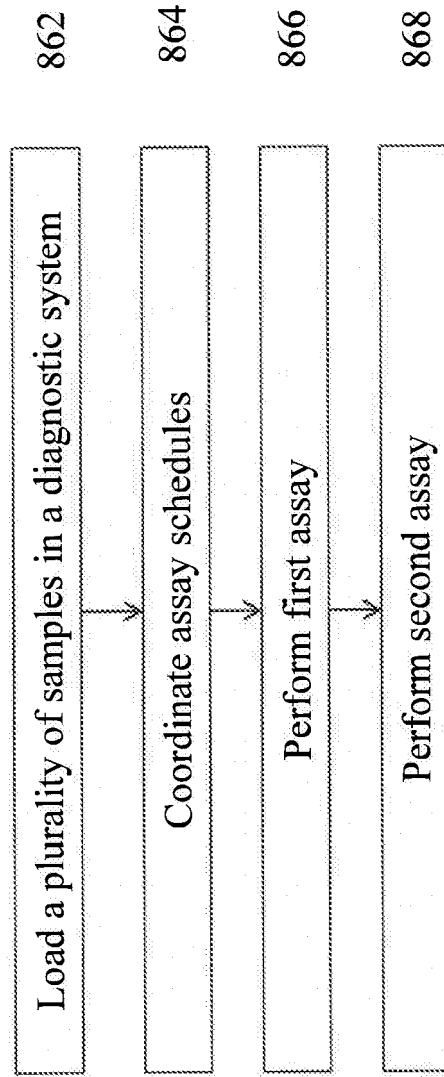 Load a plurality of samples in a diagnostic system 862
Coordinate assay schedules 864
Perform first assay 866
Perform second assay 868